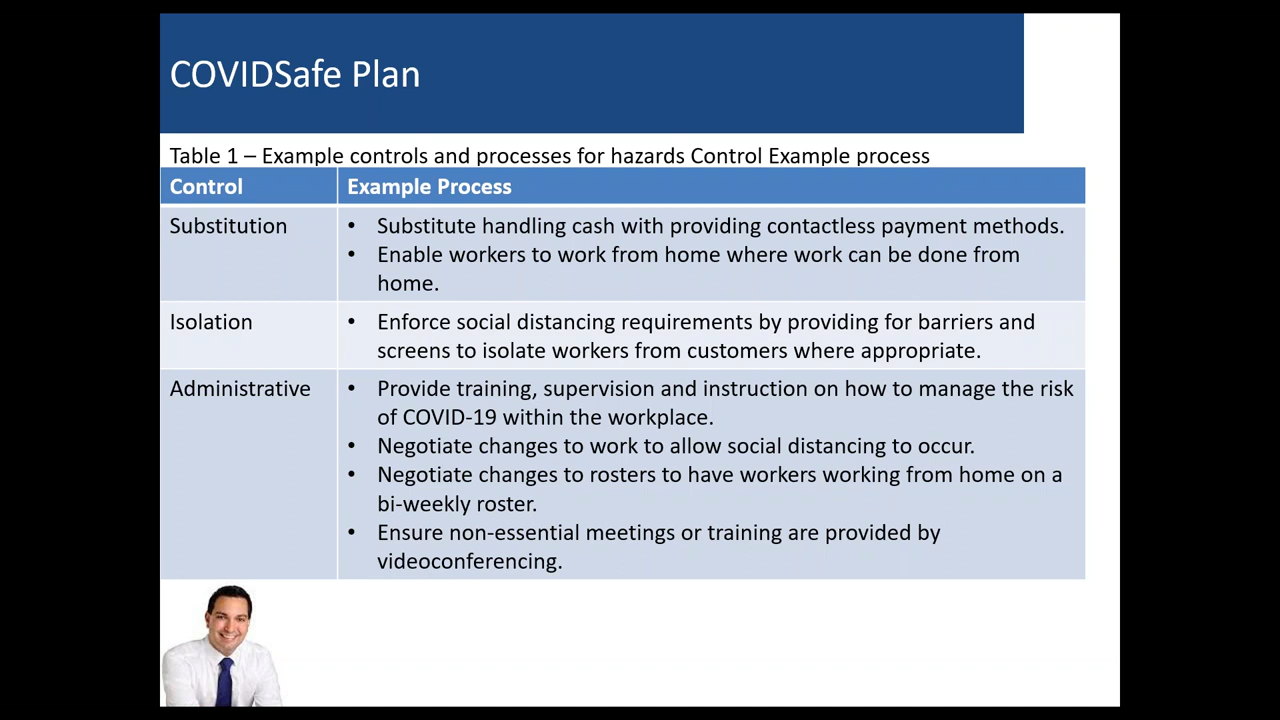 COVIDSafe Plan
Table 1 – Example controls and processes for hazards Control Example process
Control
Example Process
Substitution
• Substitute handling cash with providing contactless payment methods.
• Enable workers to work from home where work can be done from
home.
Isolation
• Enforce social distancing requirements by providing for barriers and
screens to isolate workers from customers where appropriate.
Administrative
• Provide training, supervision and instruction on how to manage the risk
of COVID-19 within the workplace.
• Negotiate changes to work to allow social distancing to occur.
• Negotiate changes to rosters to have workers working from home on a
bi-weekly roster.
• Ensure non-essential meetings or training are provided by
videoconferencing.